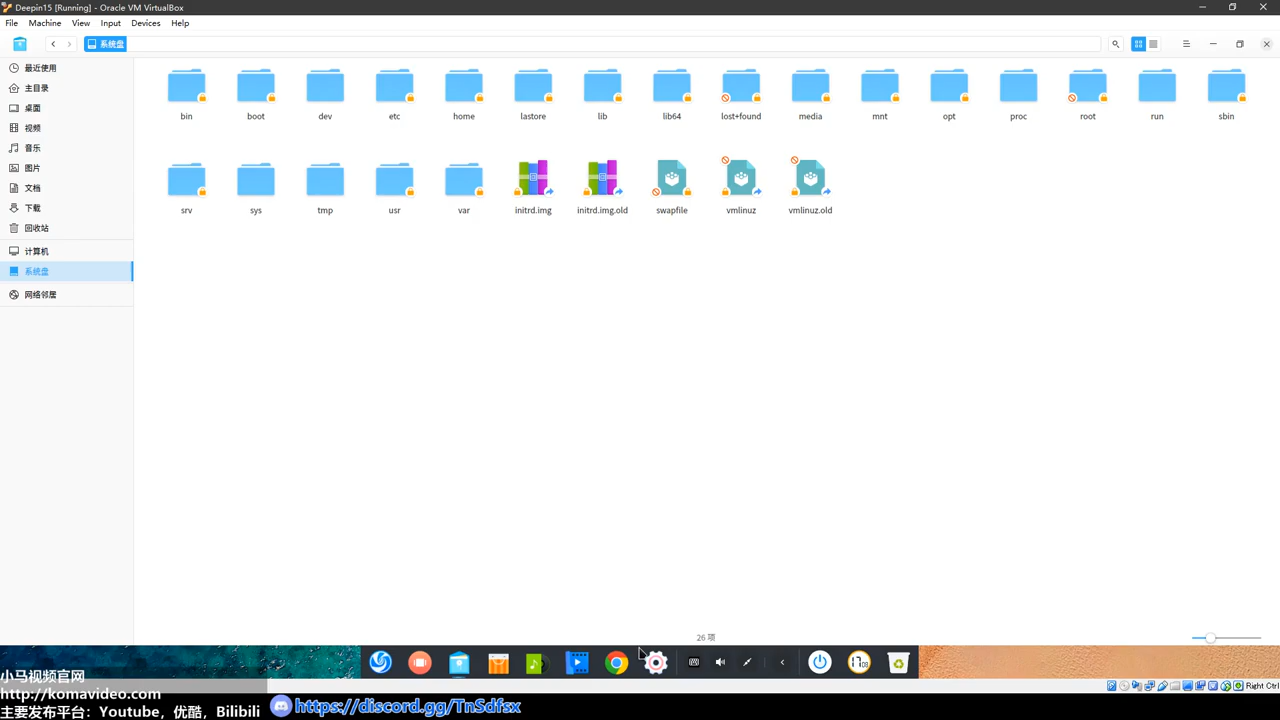 Deepin15 [Running] - Oracle VM VirtualBox
File Machine View Input Devices Help
系统盘
最近使用
主目录
桌面
视频
音乐
图片
文档
下载
回收站
计算机
系统盘
网络邻居
bin boot dev etc home lastore lib lib64 lost+found media mnt opt proc root run sbin
srv sys tmp usr var initrd.img initrd.img.old swapfile vmlinuz vmlinuz.old
26 项
17 09
Right Ctrl
小马视频官网
http://komavideo.com
主要发布平台：Youtube，优酷，Bilibili
https://discord.gg/TnSdfsx